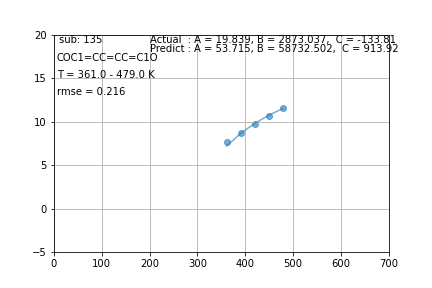 sub: 135
Actual : A = 19.839, B = 2873.037, C = -133.81
Predict : A = 53.715, B = 58732.502, C = 913.92
COC1=CC=CC=C1O
T = 361.0 - 479.0 K
rmse = 0.216
20
15
10
5
0
−5
0 100 200 300 400 500 600 700